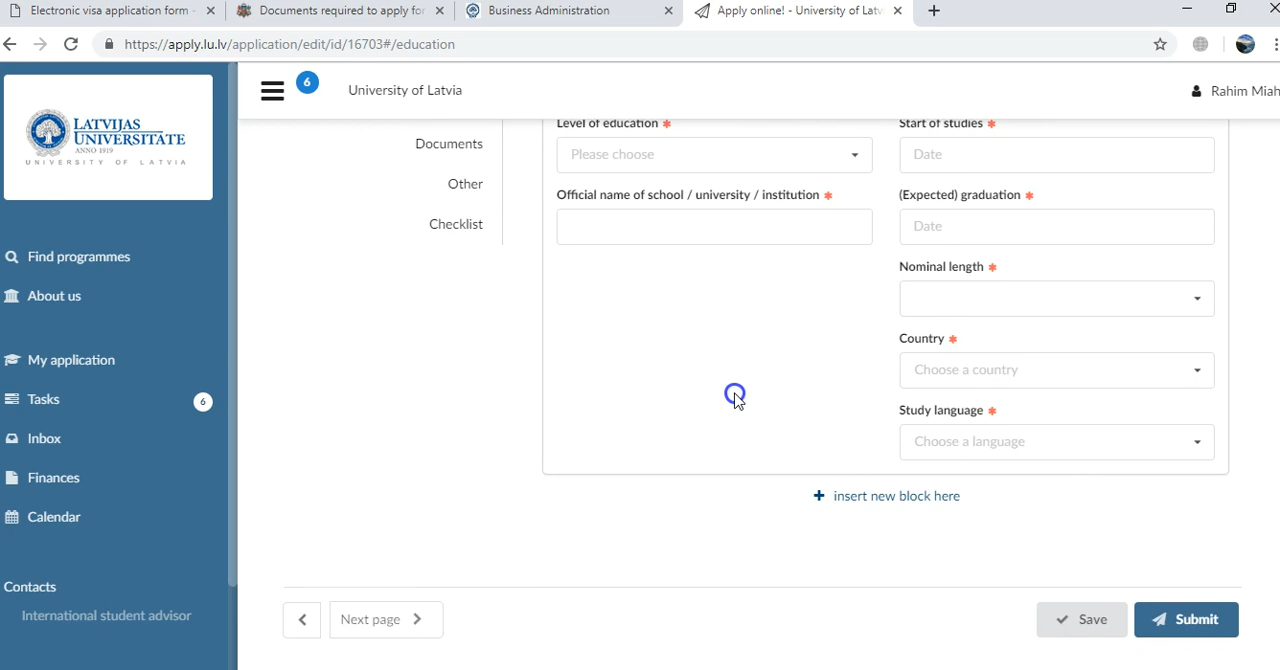 Electronic visa application form -
Documents required to apply for
Business Administration
Apply online! - University of Latv
https://apply.lu.lv/application/edit/id/16703#/education
LATVIJAS
UNIVERSITATE
ANNO 1919
UNIVERSITY OF LATVIA
6
University of Latvia
Rahim Miah
Find programmes
About us
My application
Tasks
6
Inbox
Finances
Calendar
Contacts
International student advisor
Documents
Other
Checklist
Level of education *
Please choose
Official name of school / university / institution *
Start of studies *
Date
(Expected) graduation *
Date
Nominal length *
Country *
Choose a country
Study language *
Choose a language
+ insert new block here
Next page
Save
Submit